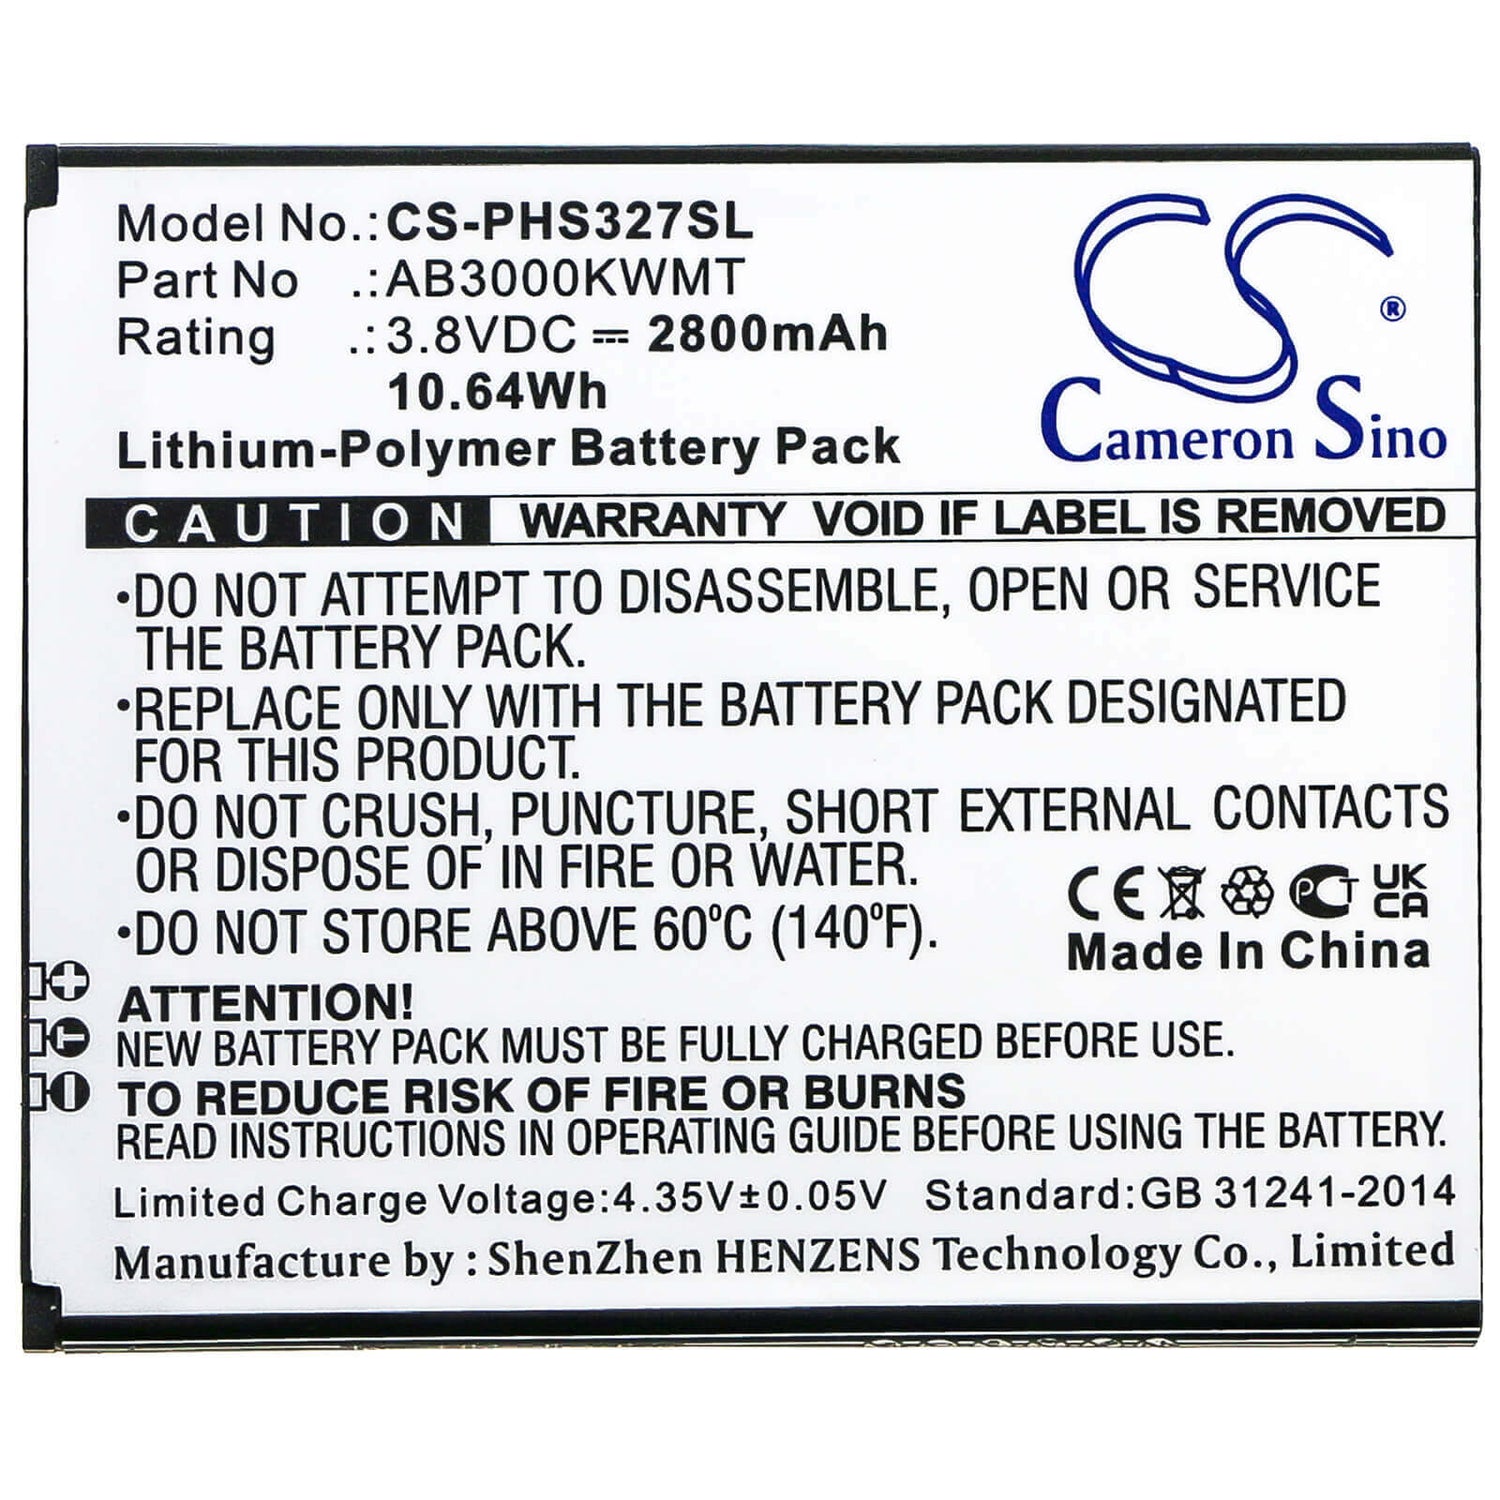 Model No.:CS-PHS327SL
Part No .:AB3000KWMT
Rating .:3.8VDC ⎓ 2800mAh
10.64Wh
Lithium-Polymer Battery Pack
CS ®
Cameron Sino
CAUTION WARRANTY VOID IF LABEL IS REMOVED
•DO NOT ATTEMPT TO DISASSEMBLE, OPEN OR SERVICE
THE BATTERY PACK.
•REPLACE ONLY WITH THE BATTERY PACK DESIGNATED
FOR THIS PRODUCT.
•DO NOT CRUSH, PUNCTURE, SHORT EXTERNAL CONTACTS
OR DISPOSE OF IN FIRE OR WATER.
•DO NOT STORE ABOVE 60ºC (140ºF).
CE PCT UK
CA
Made In China
+
T
-
ATTENTION!
NEW BATTERY PACK MUST BE FULLY CHARGED BEFORE USE.
TO REDUCE RISK OF FIRE OR BURNS
READ INSTRUCTIONS IN OPERATING GUIDE BEFORE USING THE BATTERY.
Limited Charge Voltage:4.35V±0.05V Standard:GB 31241-2014
Manufacture by : ShenZhen HENZENS Technology Co., Limited